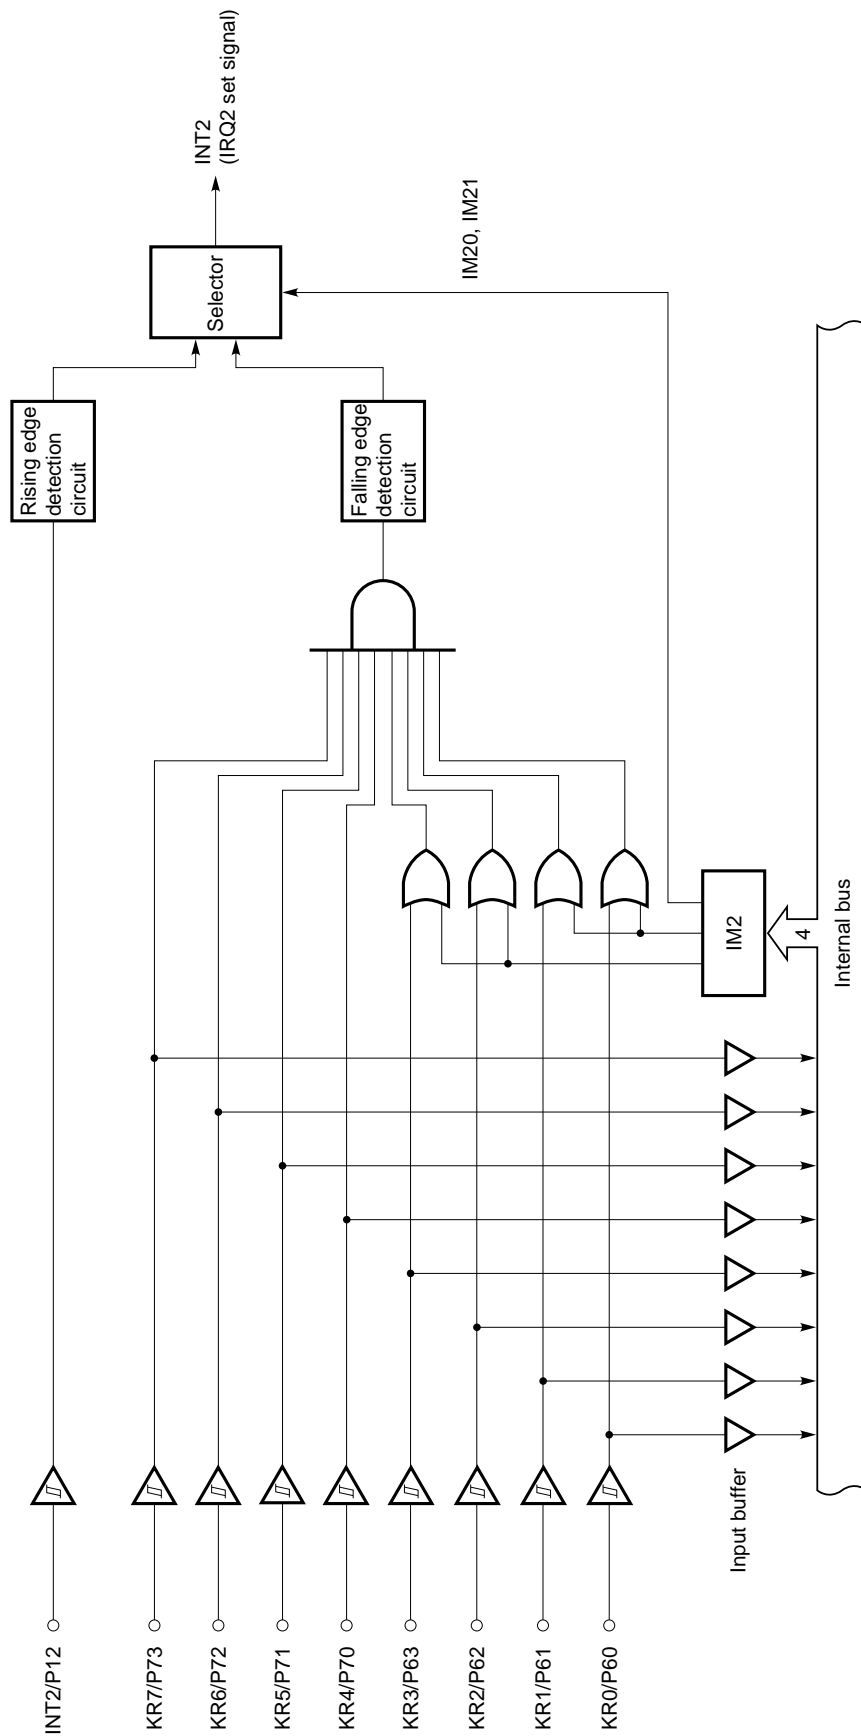 INT2/P12
KR7/P73
KR6/P72
KR5/P71
KR4/P70
KR3/P63
KR2/P62
KR1/P61
KR0/P60
Input buffer
Rising edge
detection
circuit
Falling edge
detection
circuit
Selector
INT2
(IRQ2 set signal)
IM20, IM21
IM2
4
Internal bus